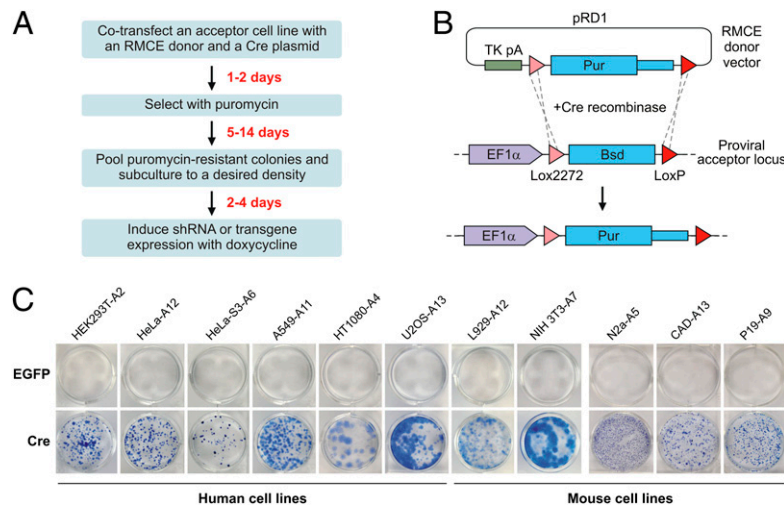 A
Co-transfect an acceptor cell line with
an RMCE donor and a Cre plasmid
1-2 days
Select with puromycin
5-14 days
Pool puromycin-resistant colonies and
subculture to a desired density
2-4 days
Induce shRNA or transgene
expression with doxycycline
B
pRD1
TK pA
Pur
RMCE
donor
vector
+Cre recombinase
EF1α
Bsd
Proviral
acceptor locus
Lox2272
LoxP
EF1α
Pur
C
HEK293T-A2
HeLa-A12
HeLa-S3-A6
A549-A11
HT1080-A4
U2OS-A13
L929-A12
NIH 3T3-A7
N2a-A5
CAD-A13
P19-A9
EGFP
Cre
Human cell lines
Mouse cell lines